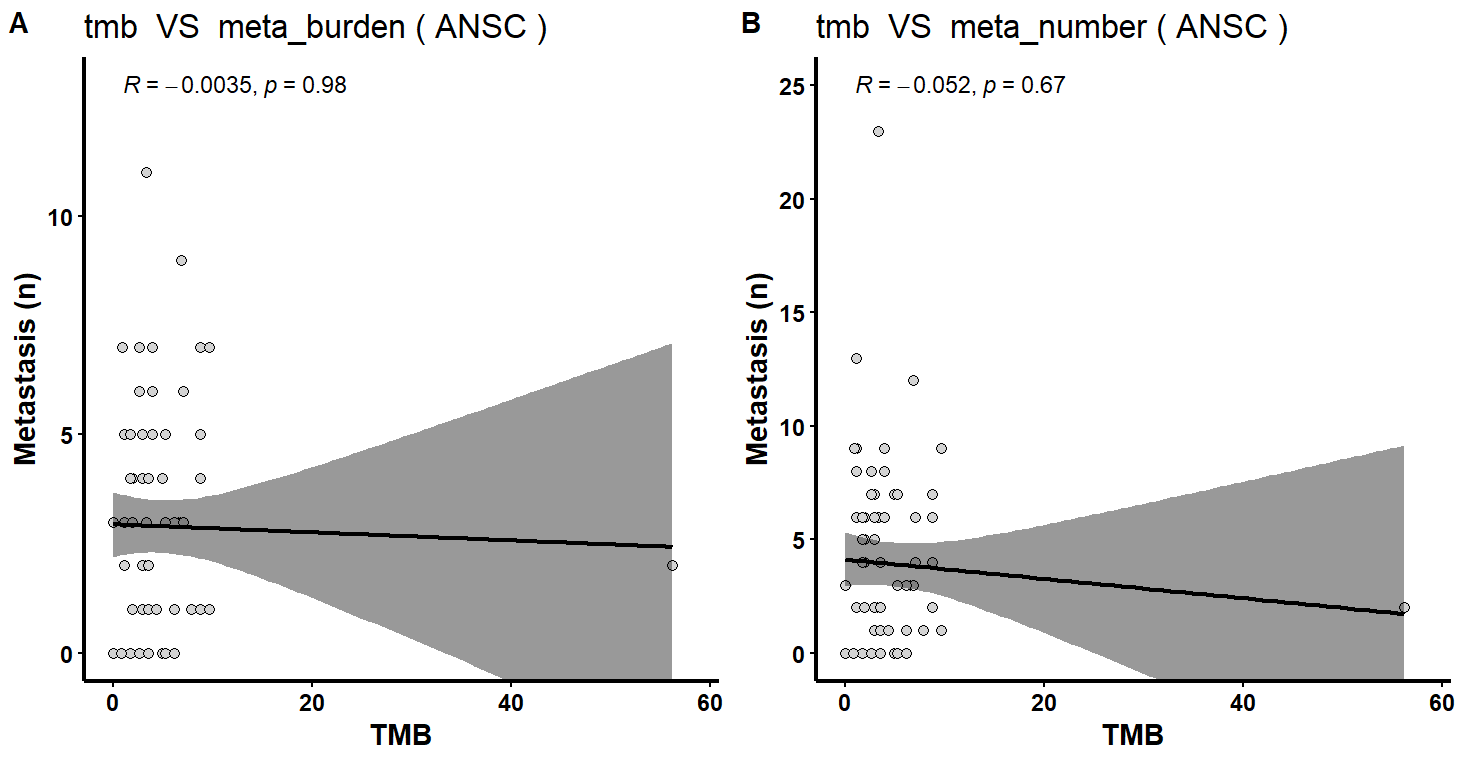 A
tmb VS meta_burden ( ANSC )
R = −0.0035, p = 0.98
10
5
0
Metastasis (n)
0 20 40 60
TMB
B
tmb VS meta_number ( ANSC )
R = −0.052, p = 0.67
25
20
15
10
5
0
Metastasis (n)
0 20 40 60
TMB